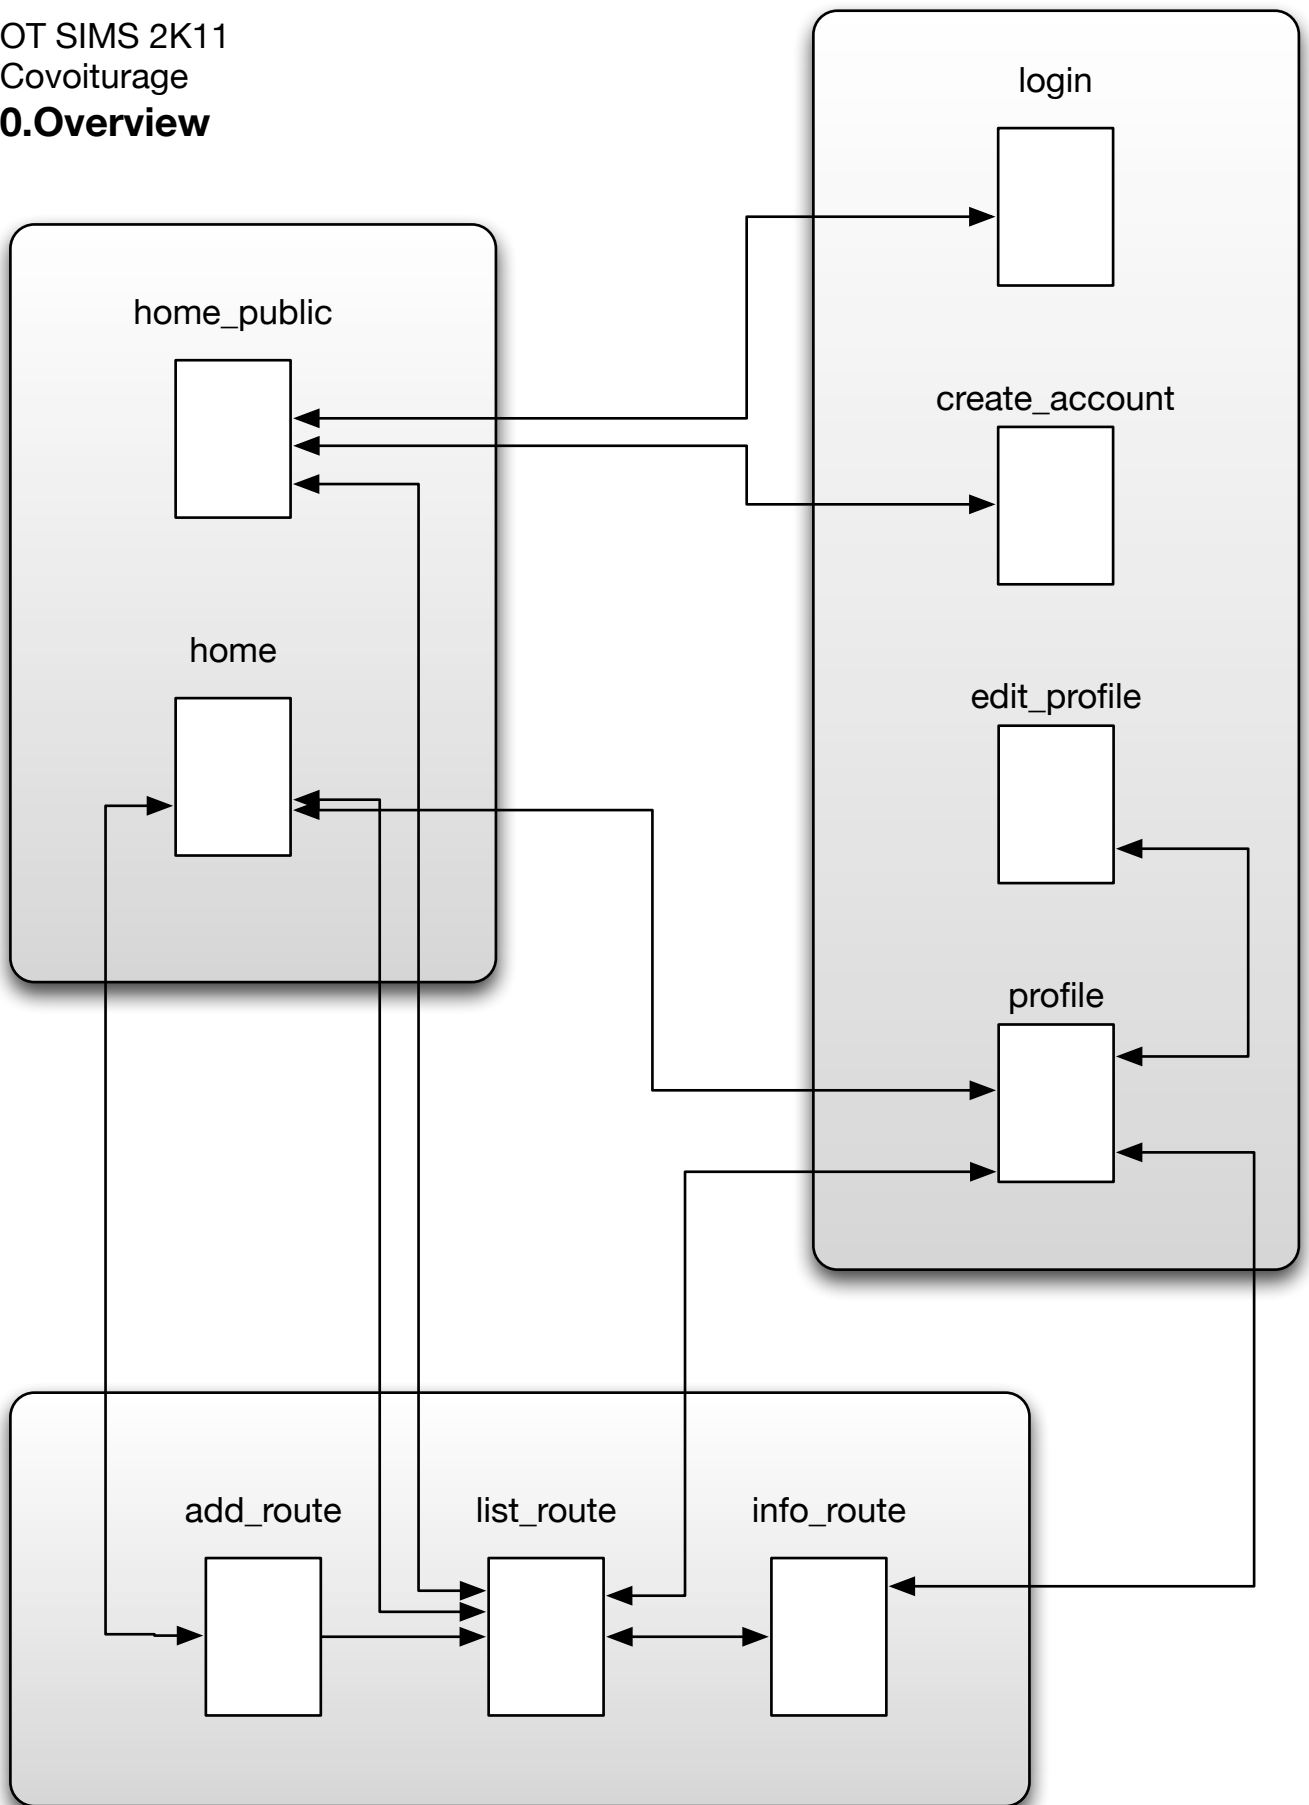 OT SIMS 2K11
Covoiturage
0.Overview
login
home_public
create_account
home
edit_profile
profile
add_route
list_route
info_route